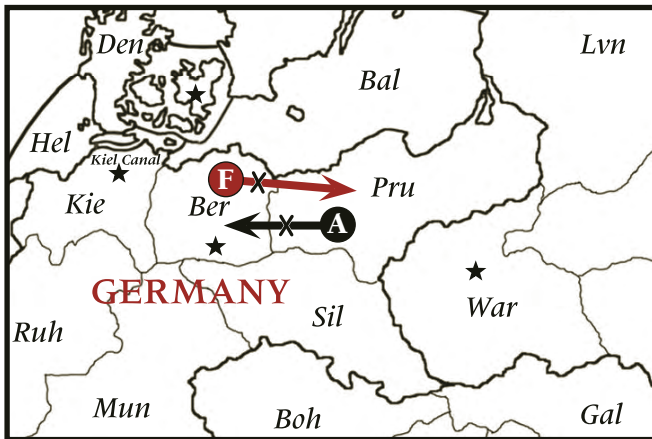 Den
Lvn
Bal
Hel
Kiel Canal
Kie
F
Ber
Pru
A
GERMANY
Sil
War
Ruh
Mun
Boh
Gal